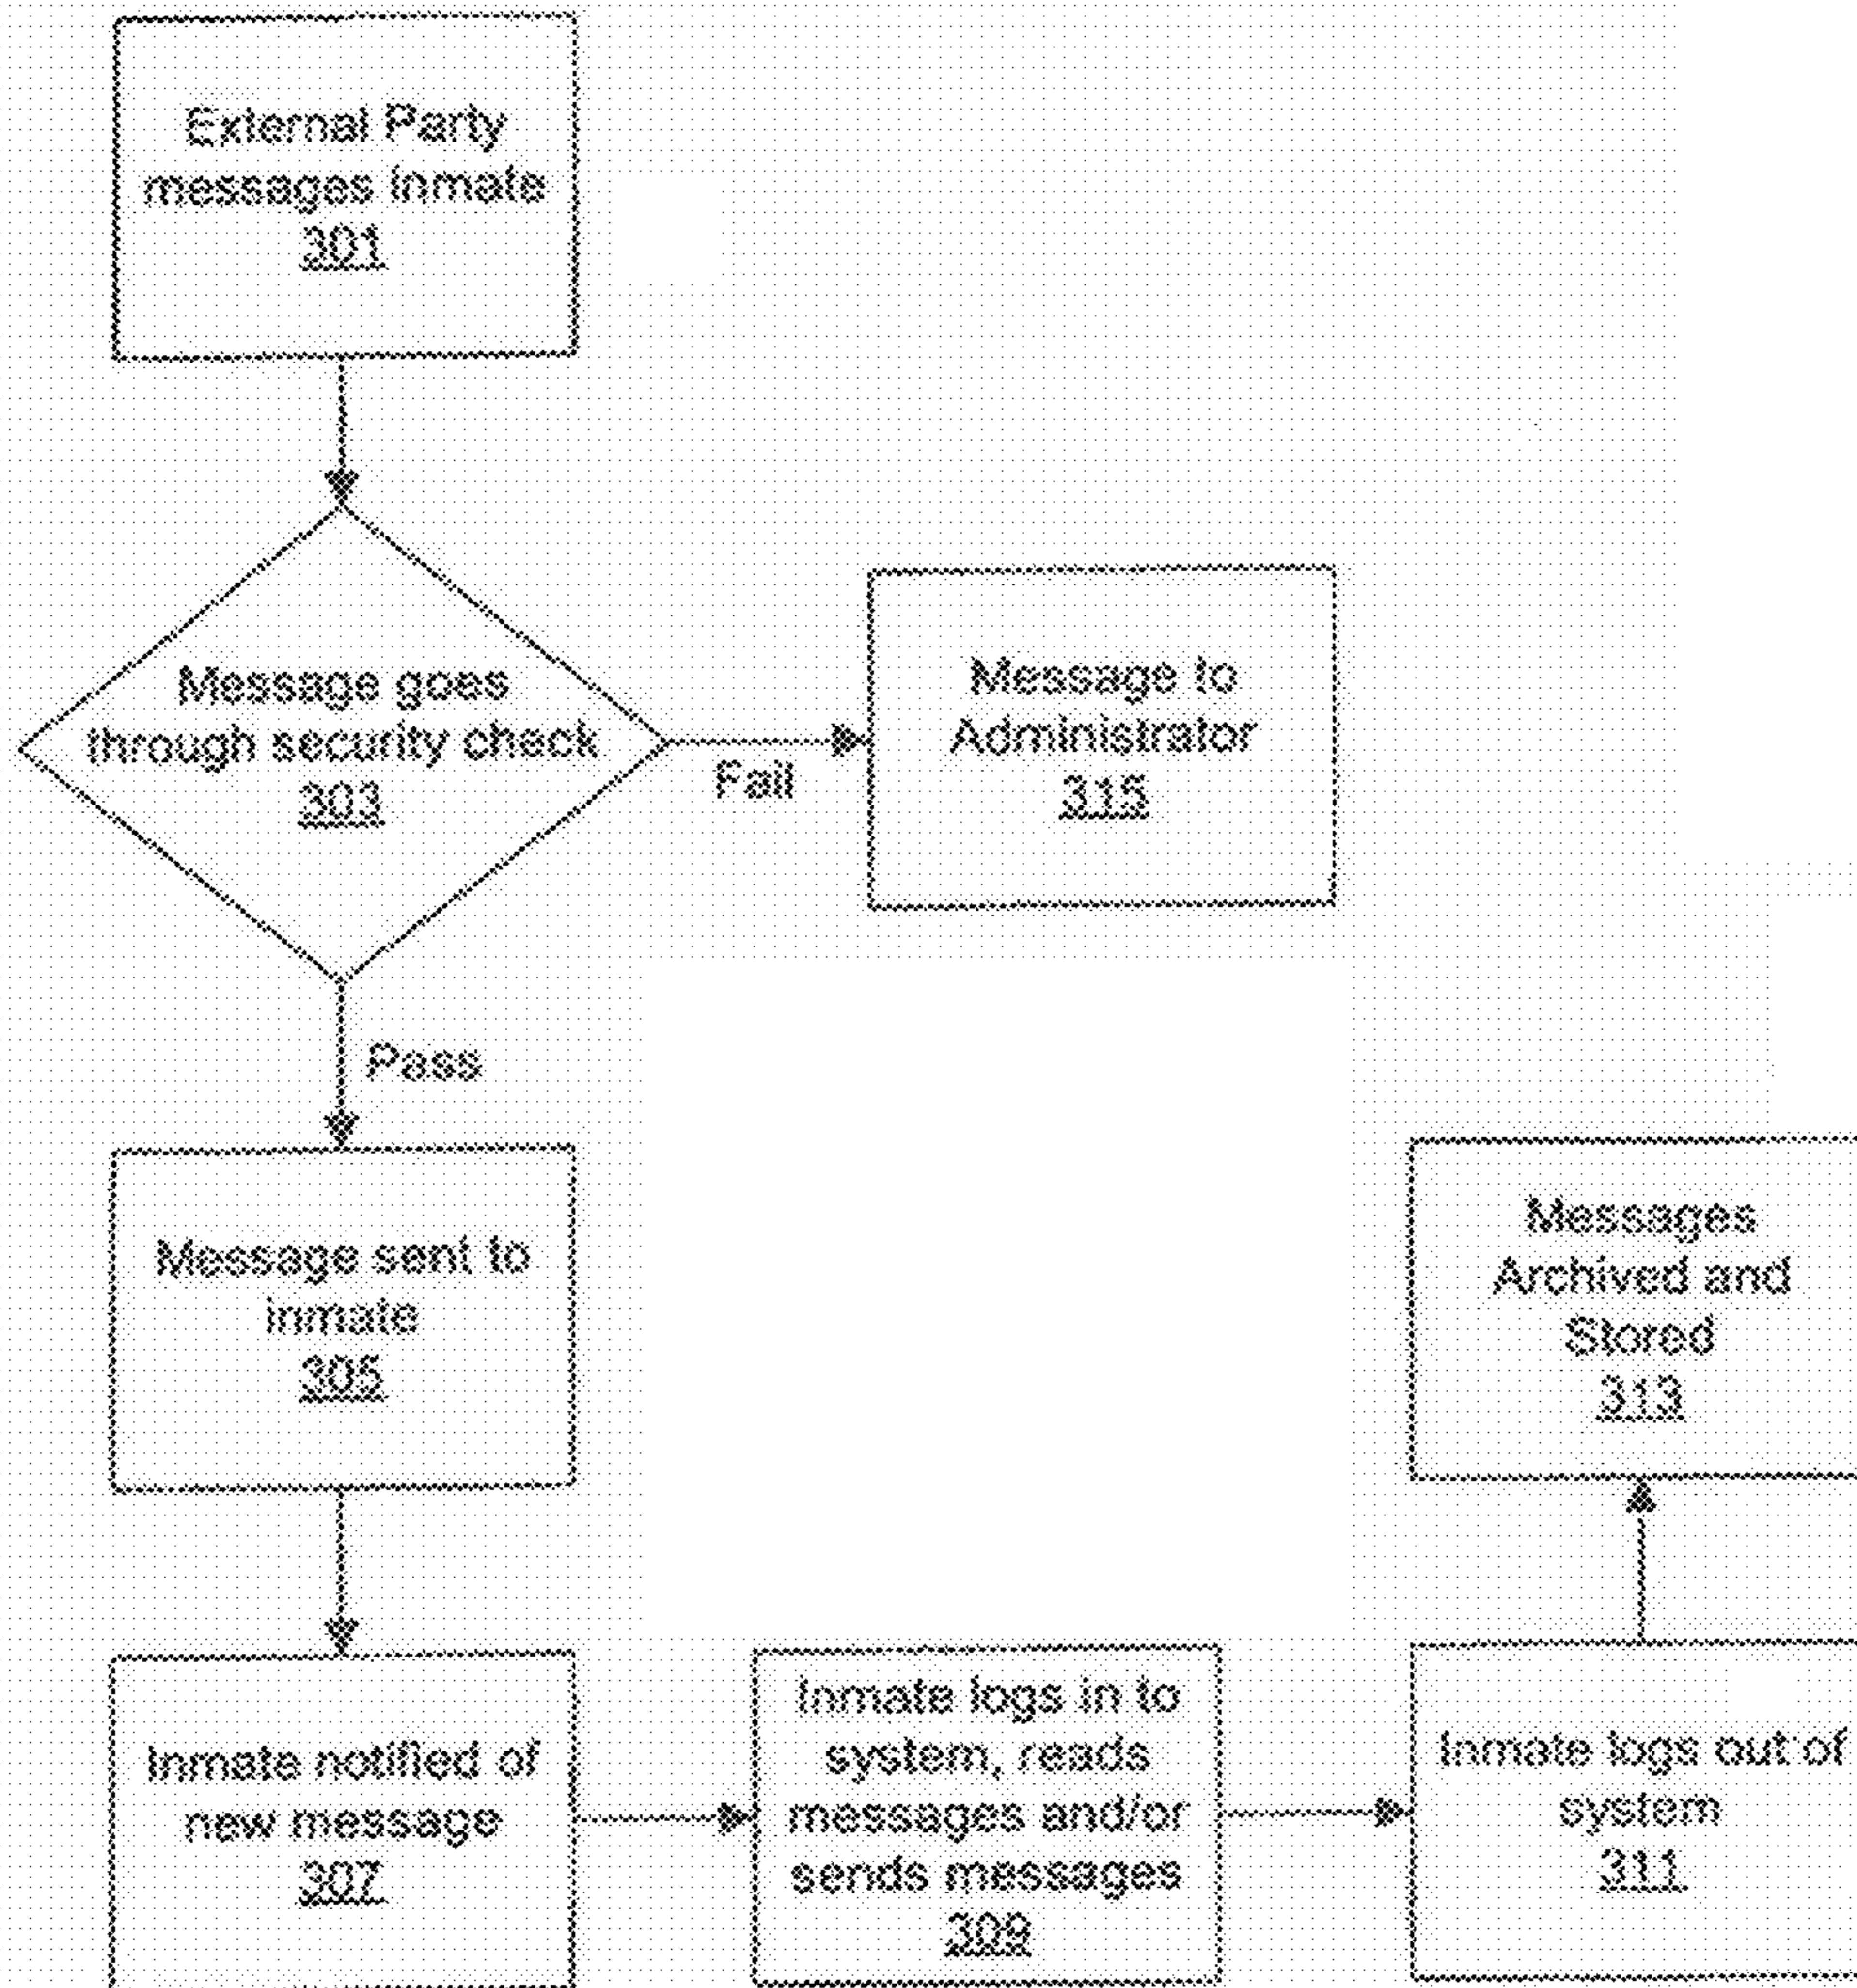 External Party
messages inmate
301
Message goes
through security check
303
Fail
Message to
Administrator
315
Pass
Message sent to
inmate
305
Messages
Archived and
Stored
313
Inmate notified of
new message
307
Inmate logs in to
system, reads
messages and/or
sends messages
309
Inmate logs out of
system
311